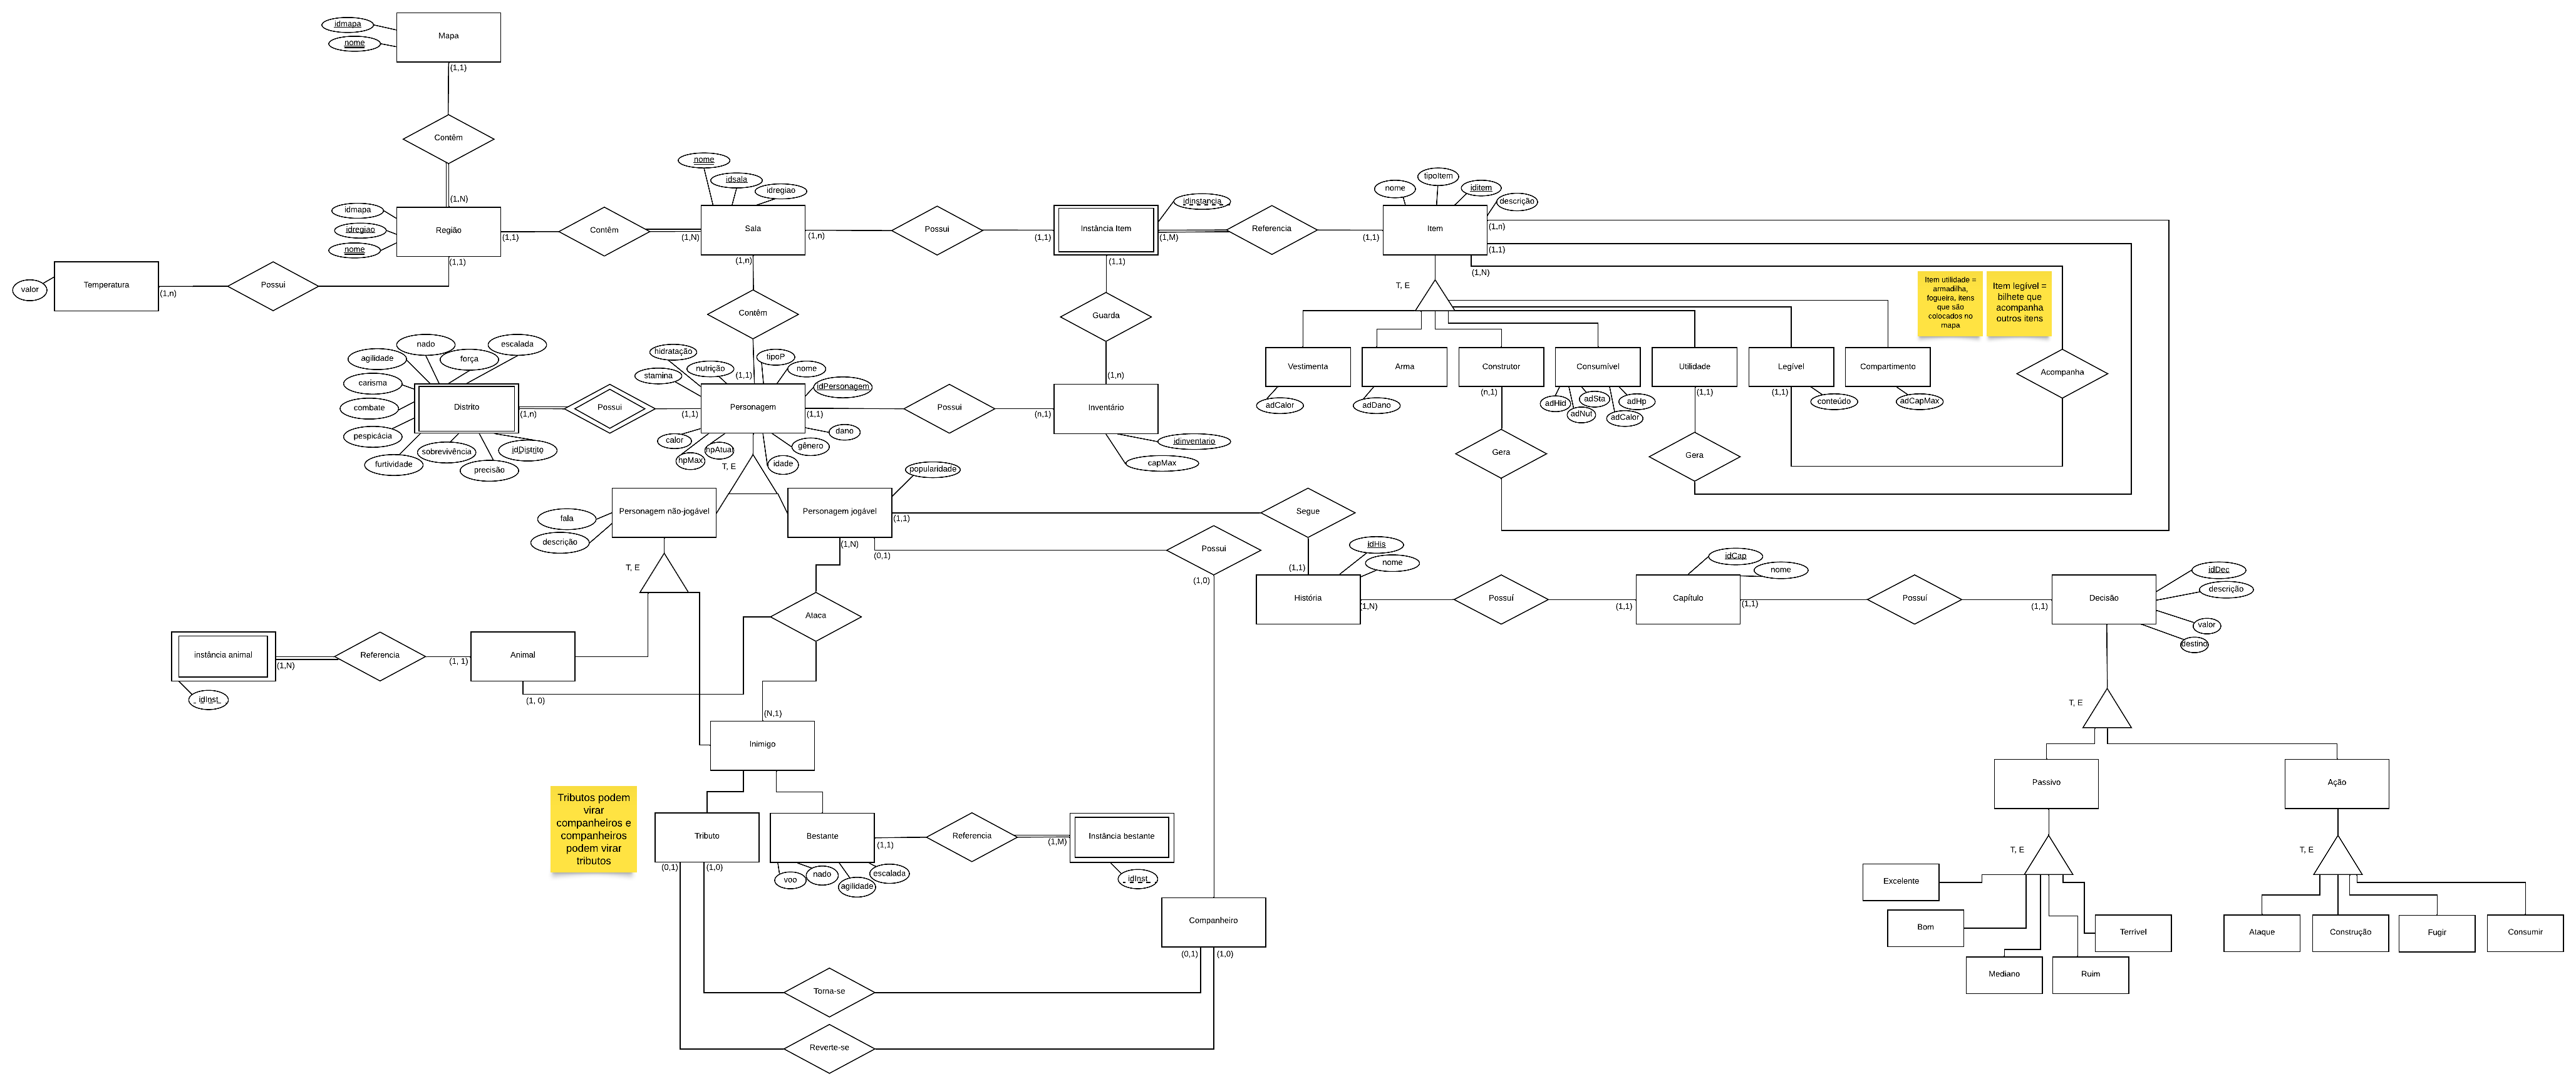 idmapa
Mapa
nome
(1,1)
Contêm
(1,N)
idmapa
idregiao
Região
nome
(1,1)
(1,1)
Contêm
(1,N)
nome
idsala
idregiao
Sala
(1,n)
(1,n)
Possui
(1,1)
Instância Item
idinstancia
(1,M)
(1,1)
Referencia
(1,1)
nome
tipoItem
iditem
descrição
Item
(1,n)
(1,1)
(1,N)
valor
Temperatura
(1,n)
Possui
Contêm
(1,1)
Guarda
(1,n)
T, E
Item utilidade =
armadilha,
fogueira, itens
que são
colocados no
mapa
Item legível =
bilhete que
acompanha
outros itens
Acompanha
Vestimenta
adCalor
Arma
adDano
Construtor
(n,1)
Gera
Consumível
adHid
adNut
adSta
adCalor
adHp
Utilidade
(1,1)
Gera
Legível
(1,1)
conteúdo
Compartimento
adCapMax
agilidade
nado
força
escalada
carisma
combate
pespicácia
furtividade
sobrevivência
precisão
idDistrito
Distrito
(1,n)
Possui
(1,1)
hidratação
stamina
nutrição
tipoP
nome
idPersonagem
Personagem
(1,1)
calor
hpMax
hpAtual
idade
gênero
dano
Possui
(n,1)
Inventário
idinventario
capMax
T, E
popularidade
Personagem não-jogável
fala
descrição
Personagem jogável
(1,1)
(1,N)
(0,1)
Segue
(1,1)
Possui
(1,0)
T, E
Ataca
idHis
nome
História
(1,N)
Possuí
(1,1)
idCap
nome
Capítulo
(1,1)
Possuí
(1,1)
Decisão
idDec
descrição
valor
destino
instância animal
(1,N)
idInst
Referencia
(1, 1)
Animal
(1, 0)
(N,1)
Inimigo
T, E
Passivo
Ação
Tributos podem
virar
companheiros e
companheiros
podem virar
tributos
Tributo
(0,1)
(1,0)
Bestante
(1,1)
voo
nado
agilidade
escalada
Referencia
(1,M)
Instância bestante
idInst
Companheiro
(0,1)
(1,0)
Torna-se
Reverte-se
T, E
Excelente
Bom
Mediano
Ruim
Terrível
T, E
Ataque
Construção
Fugir
Consumir